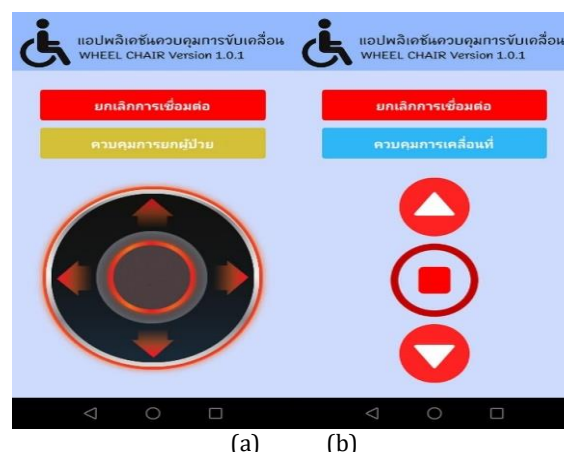 แอปพลิเคชันควบคุมการขับเคลื่อน
WHEEL CHAIR Version 1.0.1
ยกเลิกการเชื่อมต่อ
ควบคุมการยกผู้ป่วย
แอปพลิเคชันควบคุมการขับเคลื่อน
WHEEL CHAIR Version 1.0.1
ยกเลิกการเชื่อมต่อ
ควบคุมการเคลื่อนที่
(a) (b)